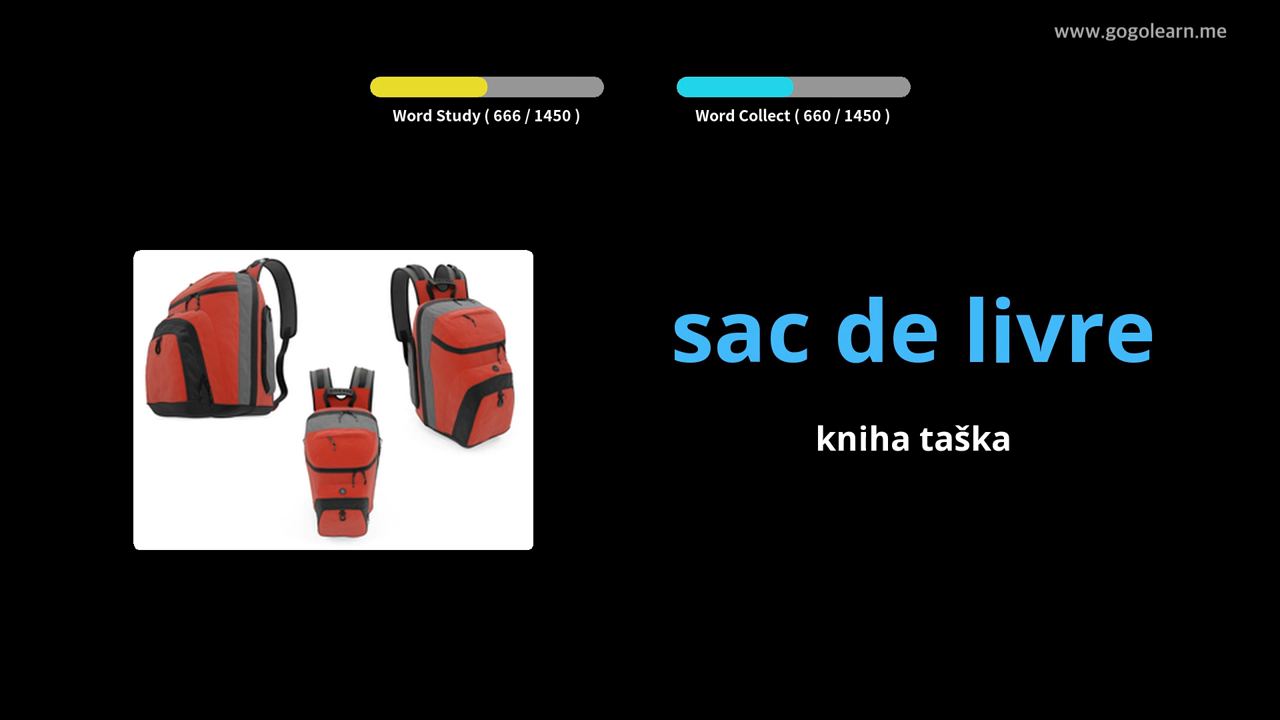 www.gogolearn.me
Word Study ( 666 / 1450 )
Word Collect ( 660 / 1450 )
sac de livre
kniha taška